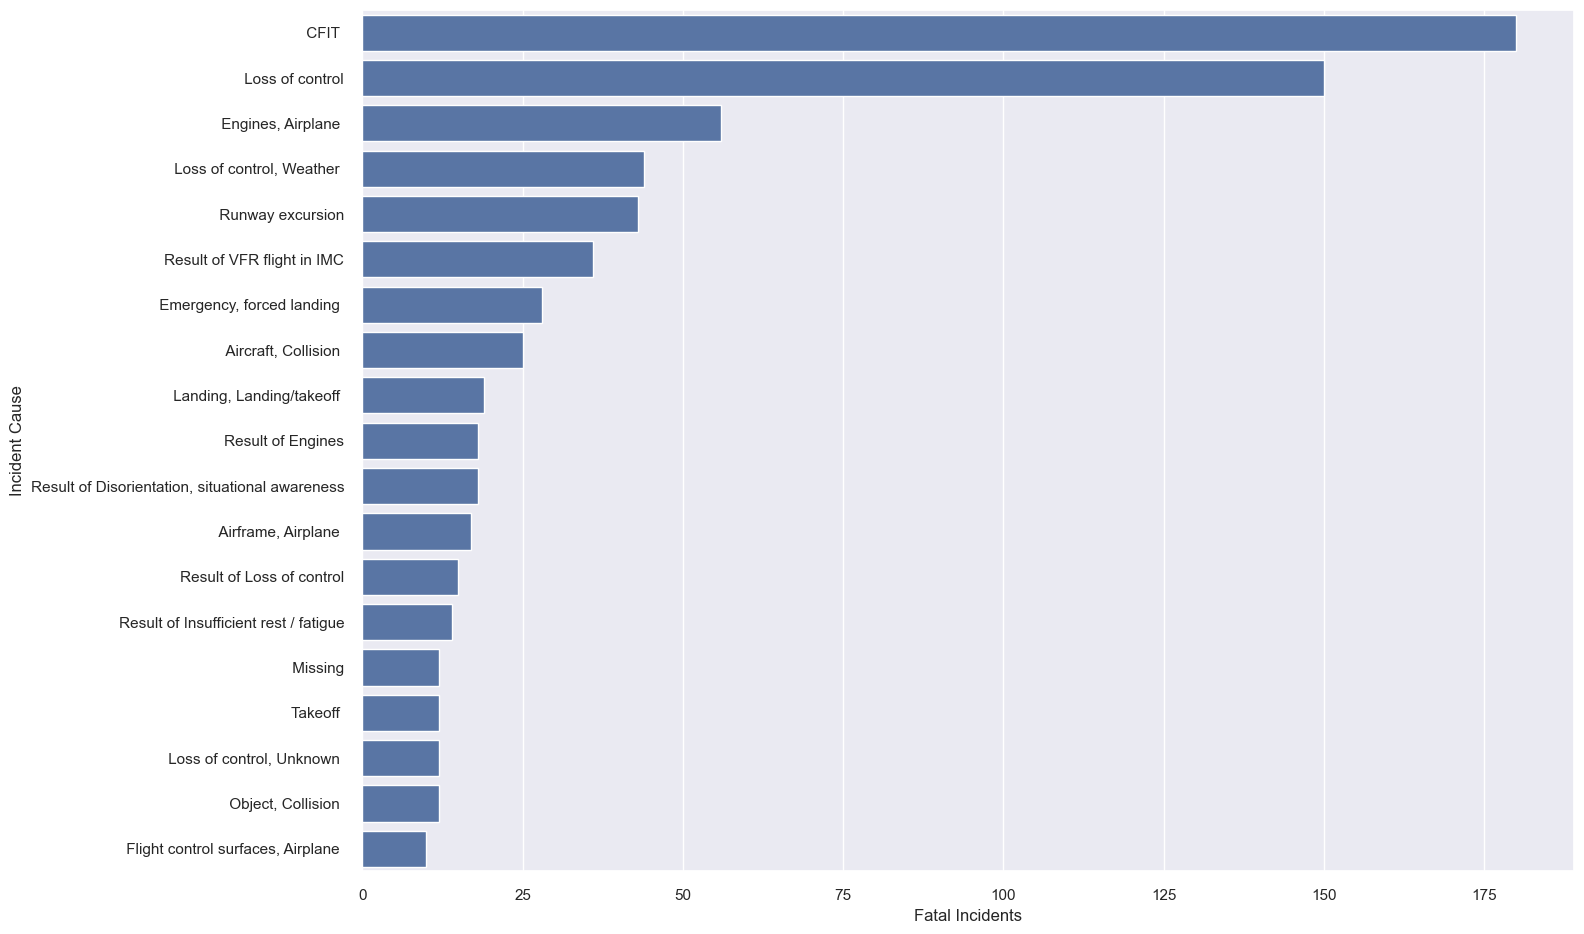 CFIT
Loss of control
Engines, Airplane
Loss of control, Weather
Runway excursion
Result of VFR flight in IMC
Emergency, forced landing
Aircraft, Collision
Landing, Landing/takeoff
Result of Engines
Result of Disorientation, situational awareness
Airframe, Airplane
Result of Loss of control
Result of Insufficient rest / fatigue
Missing
Takeoff
Loss of control, Unknown
Object, Collision
Flight control surfaces, Airplane
Incident Cause
0 25 50 75 100 125 150 175
Fatal Incidents